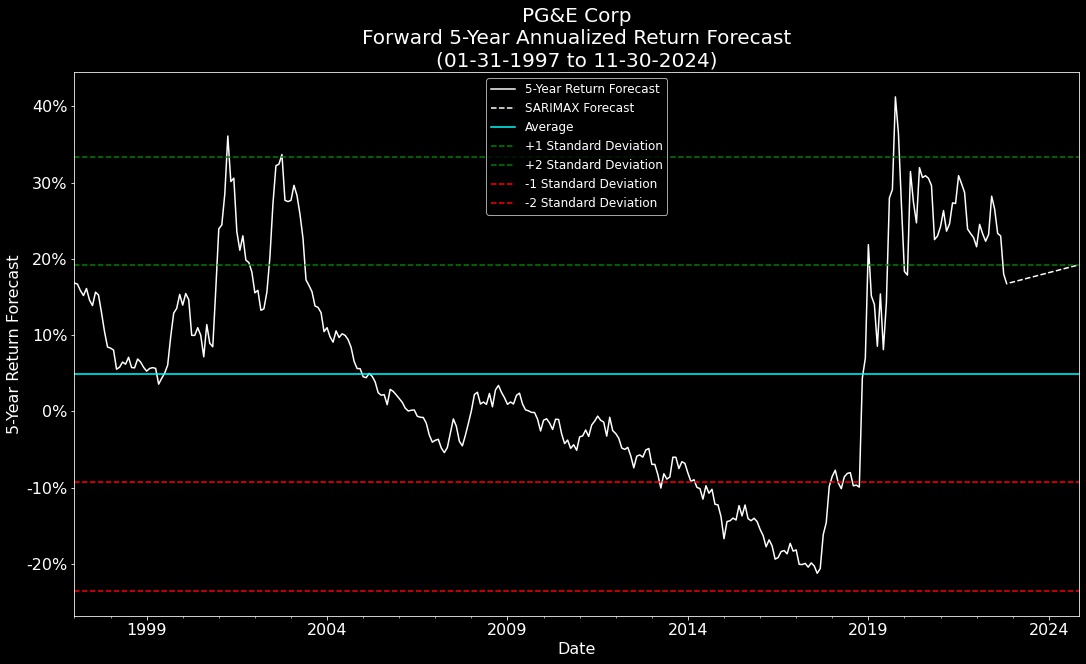 PG&E Corp
Forward 5-Year Annualized Return Forecast
(01-31-1997 to 11-30-2024)
5-Year Return Forecast
SARIMAX Forecast
Average
+1 Standard Deviation
+2 Standard Deviation
-1 Standard Deviation
-2 Standard Deviation
40%
30%
20%
10%
0%
-10%
-20%
5-Year Return Forecast
1999
2004
2009
2014
2019
2024
Date